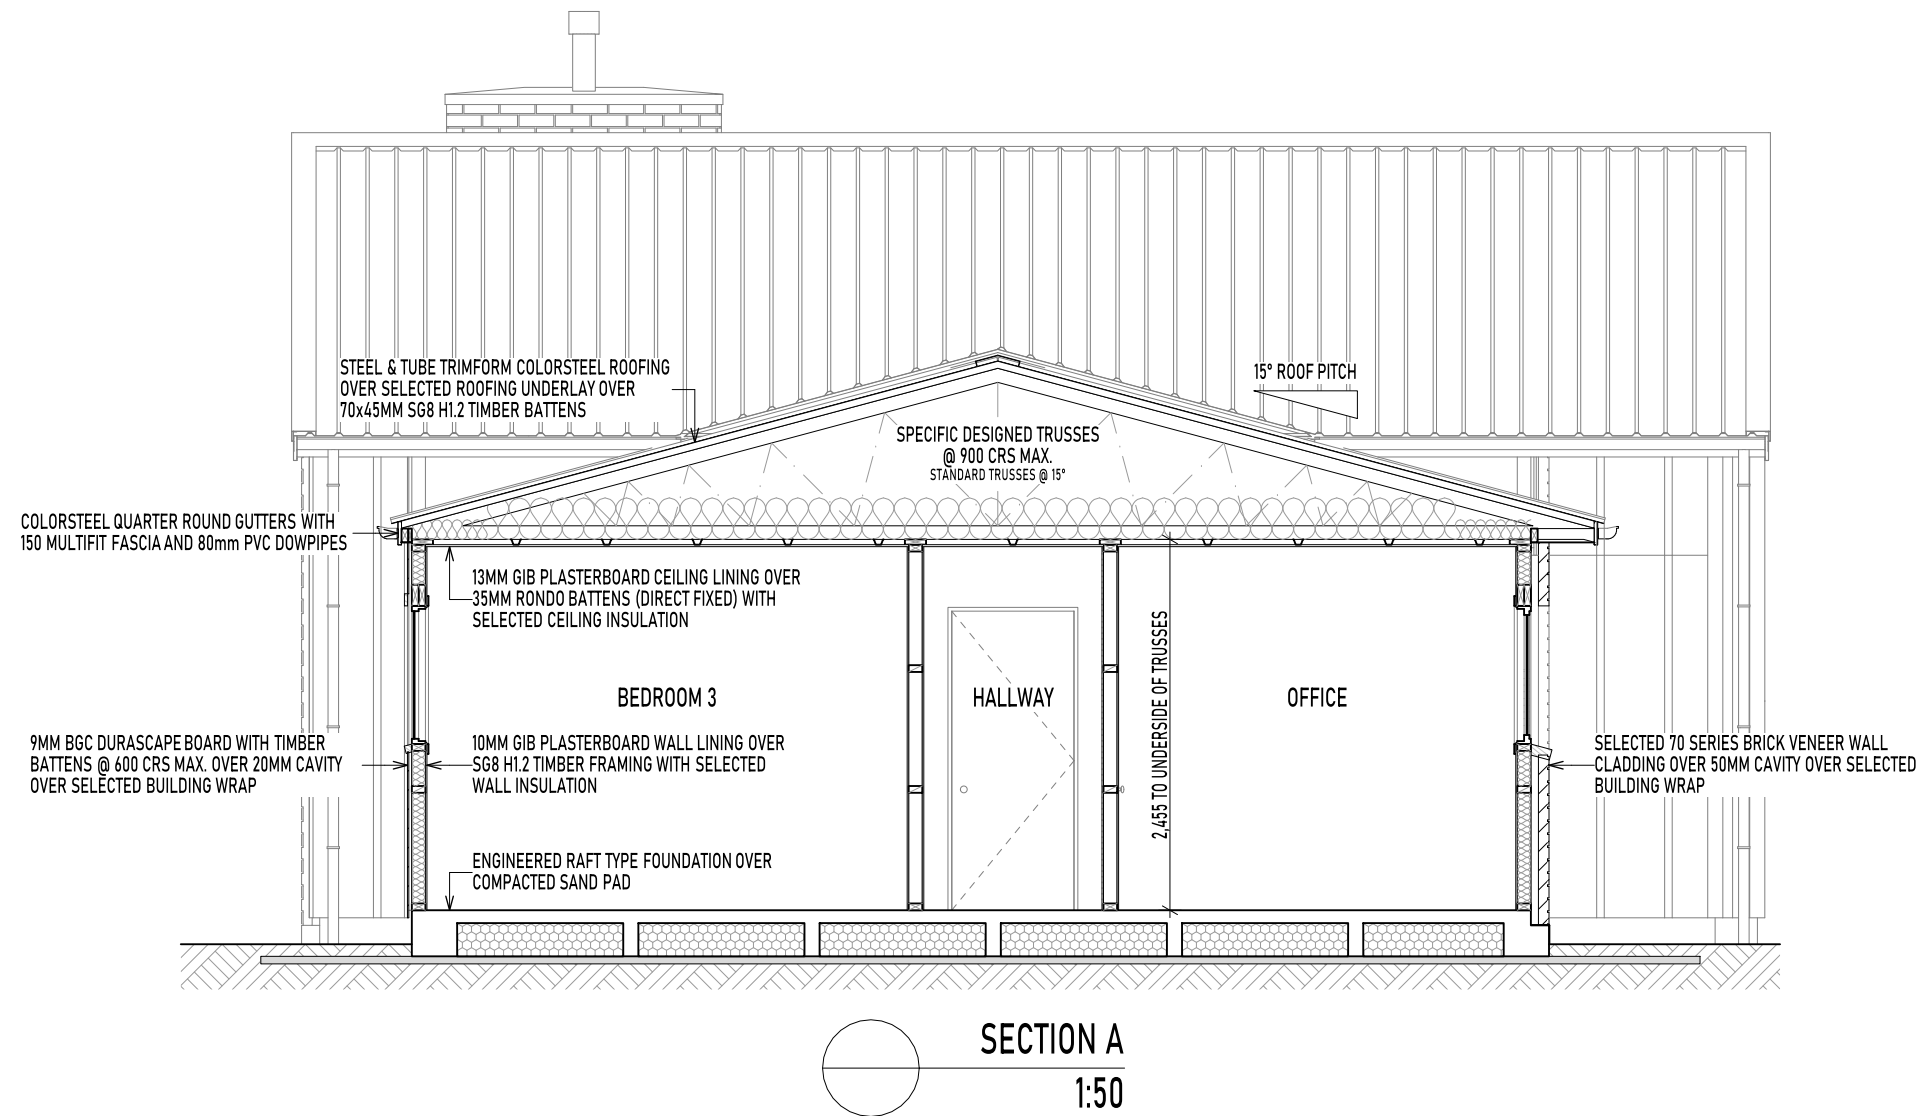 STEEL & TUBE TRIMFORM COLORSTEEL ROOFING
OVER SELECTED ROOFING UNDERLAY OVER
70x45MM SG8 H1.2 TIMBER BATTENS
15° ROOF PITCH
SPECIFIC DESIGNED TRUSSES
@ 900 CRS MAX.
STANDARD TRUSSES @ 15°
COLORSTEEL QUARTER ROUND GUTTERS WITH
150 MULTIFIT FASCIA AND 80mm PVC DOWPIPES
13MM GIB PLASTERBOARD CEILING LINING OVER
35MM RONDO BATTENS (DIRECT FIXED) WITH
SELECTED CEILING INSULATION
2,455 TO UNDERSIDE OF TRUSSES
BEDROOM 3
HALLWAY
OFFICE
9MM BGC DURASCAPE BOARD WITH TIMBER
BATTENS @ 600 CRS MAX. OVER 20MM CAVITY
OVER SELECTED BUILDING WRAP
10MM GIB PLASTERBOARD WALL LINING OVER
SG8 H1.2 TIMBER FRAMING WITH SELECTED
WALL INSULATION
SELECTED 70 SERIES BRICK VENEER WALL
CLADDING OVER 50MM CAVITY OVER SELECTED
BUILDING WRAP
ENGINEERED RAFT TYPE FOUNDATION OVER
COMPACTED SAND PAD
SECTION A
1:50